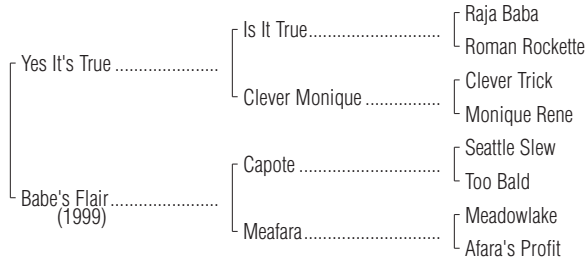 Raja Baba
Is It True
Roman Rockette
Yes It's True
Clever Trick
Clever Monique
Monique Rene
Seattle Slew
Capote
Too Bald
Babe's Flair
(1999)
Meadowlake
Meafara
Afara's Profit